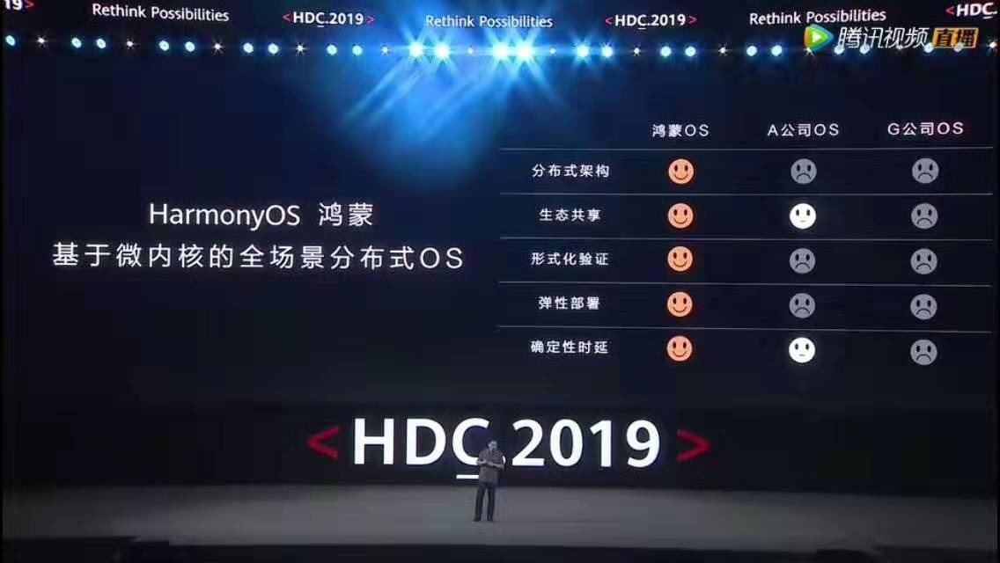 19>
Rethink Possibilities
<HDC.2019>
Rethink Possibilities
<HDC.2019>
Rethink Possibilities
<HDC.
腾讯视频 直播
鸿蒙OS A公司OS G公司OS
分布式架构
HarmonyOS 鸿蒙
生态共享
基于微内核的全场景分布式OS
形式化验证
弹性部署
确定性时延
<HDC.2019>